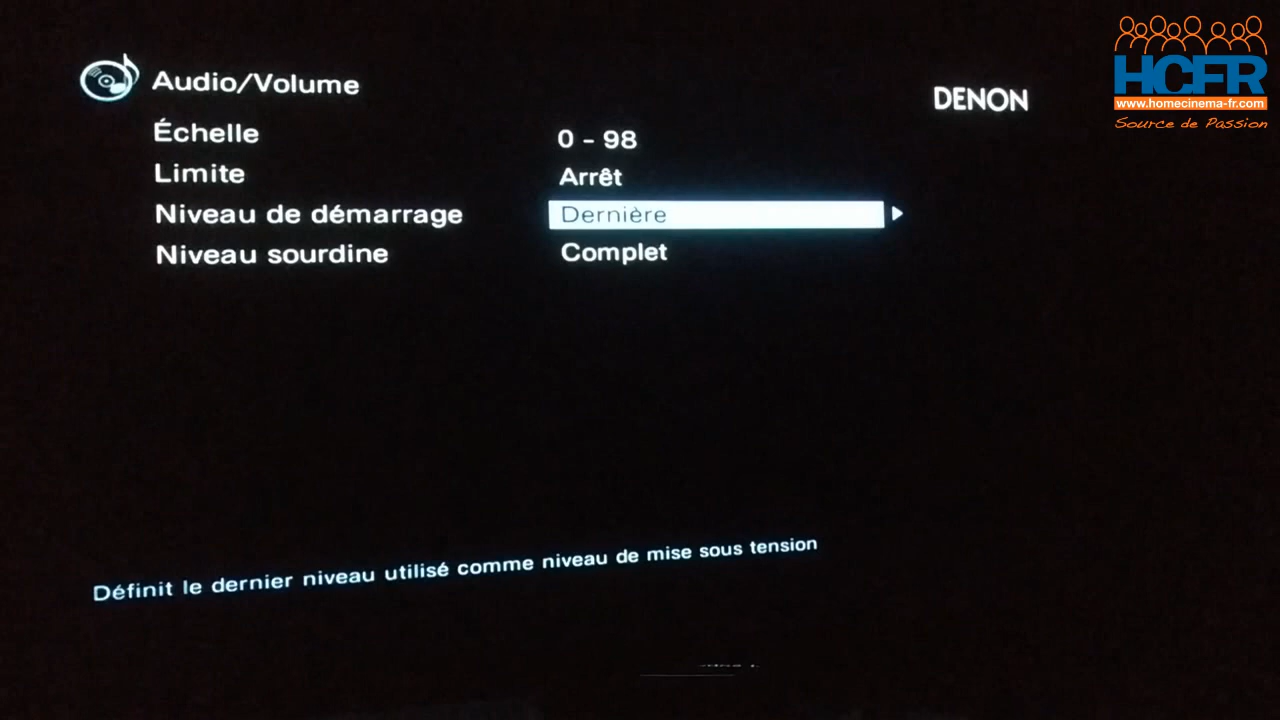 HCFR
www.homecinema-fr.com
Source de Passion
Audio/Volume
DENON
Échelle 0 - 98
Limite Arrêt
Niveau de démarrage Dernière
Niveau sourdine Complet
Définit le dernier niveau utilisé comme niveau de mise sous tension